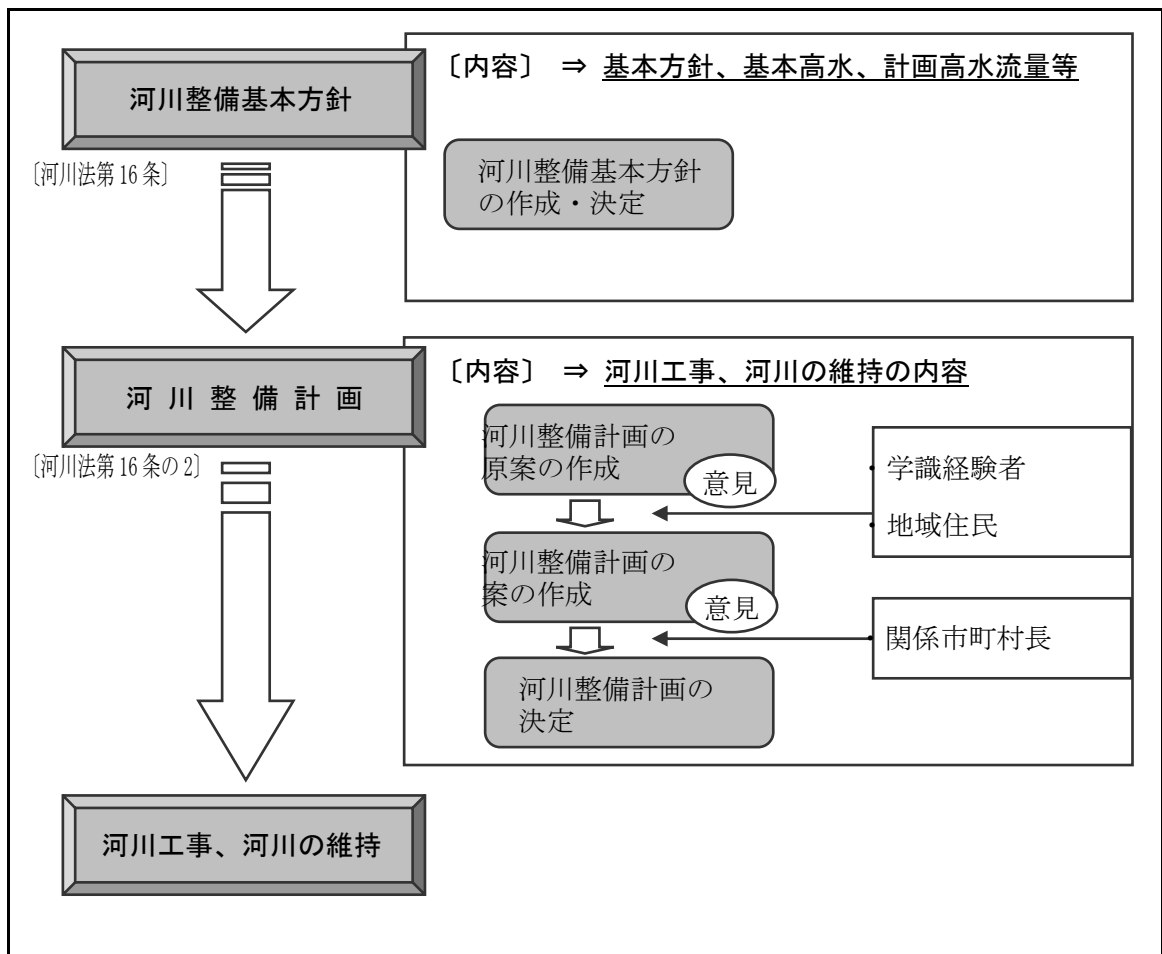 河川整備基本方針
〔河川法第16条〕
〔内容〕 ⇒ 基本方針、基本高水、計画高水流量等
河川整備基本方針
の作成・決定
河川整備計画
〔河川法第16条の2〕
〔内容〕 ⇒ 河川工事、河川の維持の内容
河川整備計画の
原案の作成
意見
・学識経験者
・地域住民
河川整備計画の
案の作成
意見
・関係市町村長
河川整備計画の
決定
河川工事、河川の維持